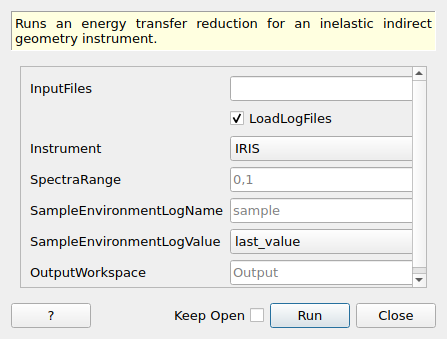 Runs an energy transfer reduction for an inelastic indirect
geometry instrument.
InputFiles
LoadLogFiles
Instrument IRIS
SpectraRange 0,1
SampleEnvironmentLogName sample
SampleEnvironmentLogValue last_value
OutputWorkspace Output
? Keep Open Run Close